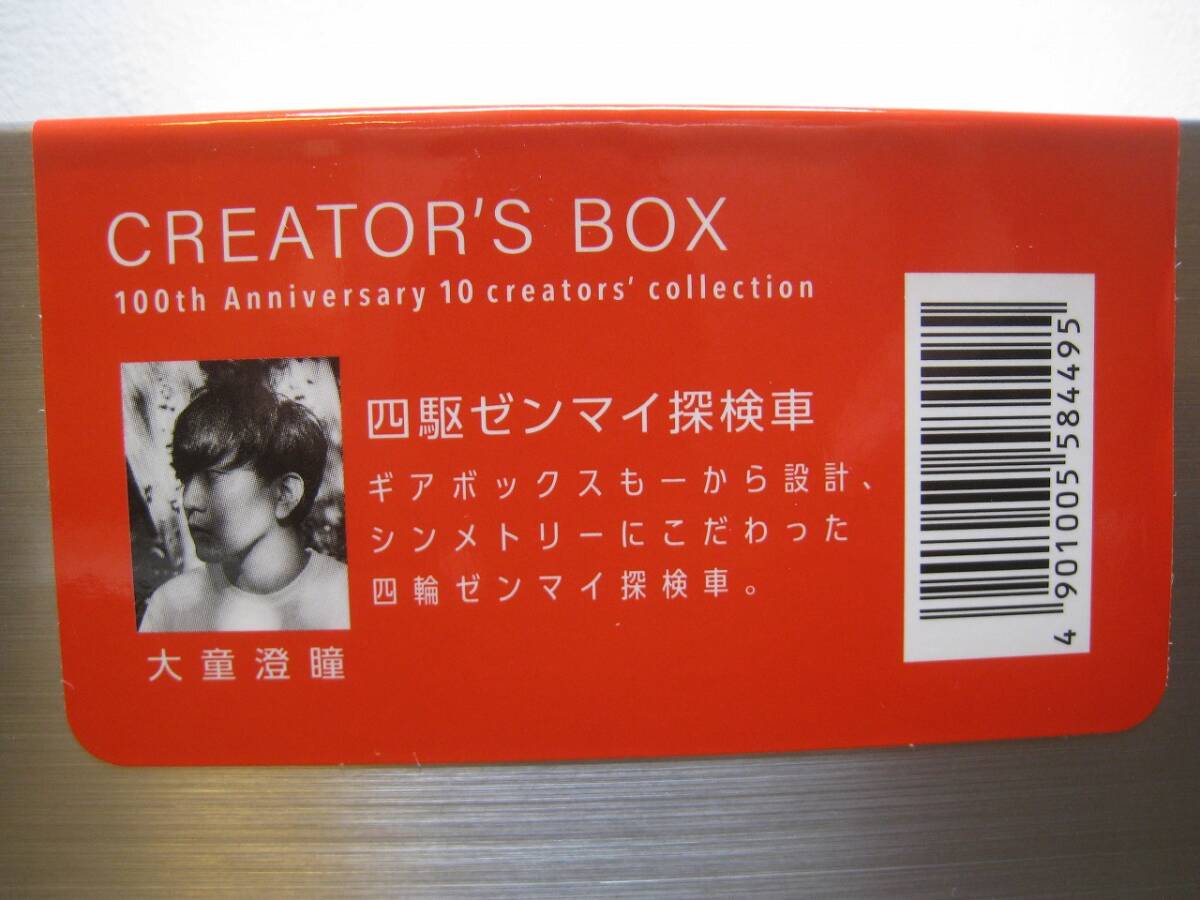 CREATOR'S BOX
100th Anniversary 10 creators' collection
四駆ゼンマイ探検車
ギアボックスも一から設計、
シンメトリーにこだわった
四輪ゼンマイ探検車。
大童澄瞳
4901005584495